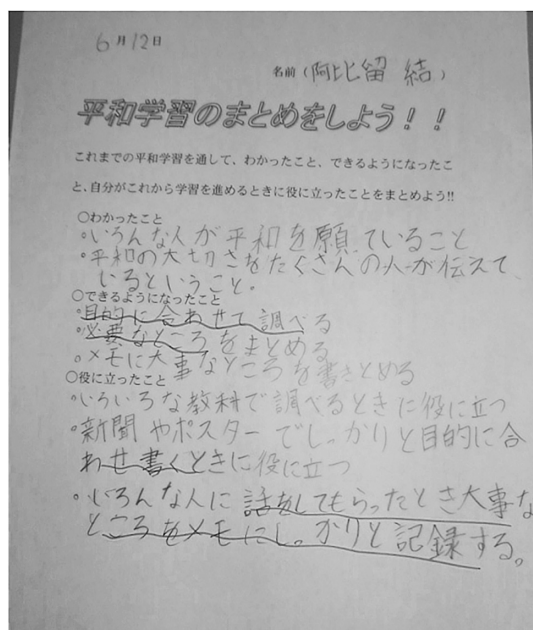 6月12日
名前(阿比留 結)
平和学習のまとめをしよう!!
これまでの平和学習を通して、わかったこと、できるようになったこ
と、自分がこれから学習を進めるときに役に立ったことをまとめよう!!
○わかったこと
・いろんな人が平和を願っていること
・平和の大切さをたくさんの人が伝えて、
いるということ。
○できるようになったこと
・目的に合わせて調べる
・必要なところをまとめる
・メモに大事なところを書きとめる
○役に立ったこと
・いろいろな教科で調べるときに役に立つ
・新聞やポスターでしっかりと目的に合
わせ書くときに役に立つ
・いろんな人に話をしてもらったとき大事な
ところをメモにしっかりと記録する。